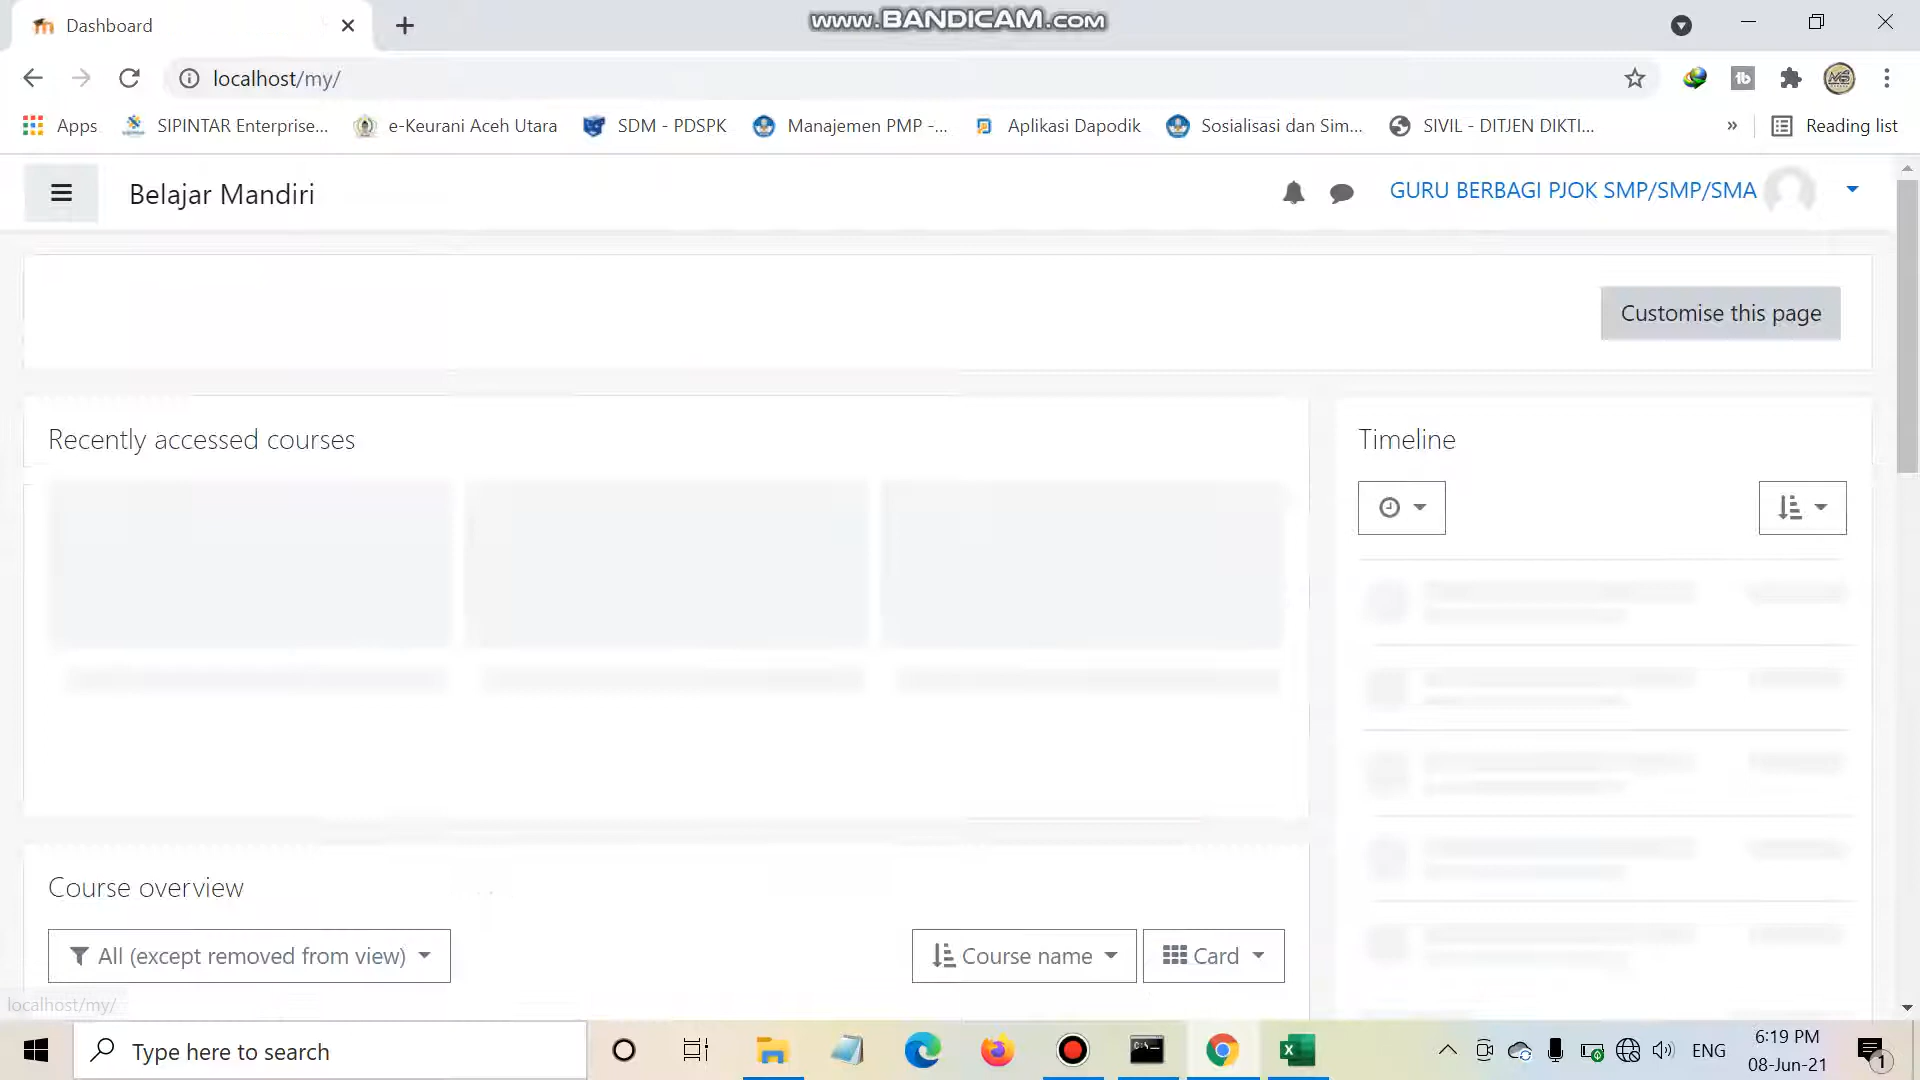 Dashboard
www.BANDICAM.COM
localhost/my/
Apps
SIPINTAR Enterprise...
e-Keurani Aceh Utara
SDM - PDSPK
Manajemen PMP -...
Aplikasi Dapodik
Sosialisasi dan Sim...
SIVIL - DITJEN DIKTI...
»
Reading list
Belajar Mandiri
GURU BERBAGI PJOK SMP/SMP/SMA
Customise this page
Recently accessed courses
Timeline
Course overview
All (except removed from view)
Course name
Card
localhost/my/
Type here to search
ENG
6:19 PM
08-Jun-21
1